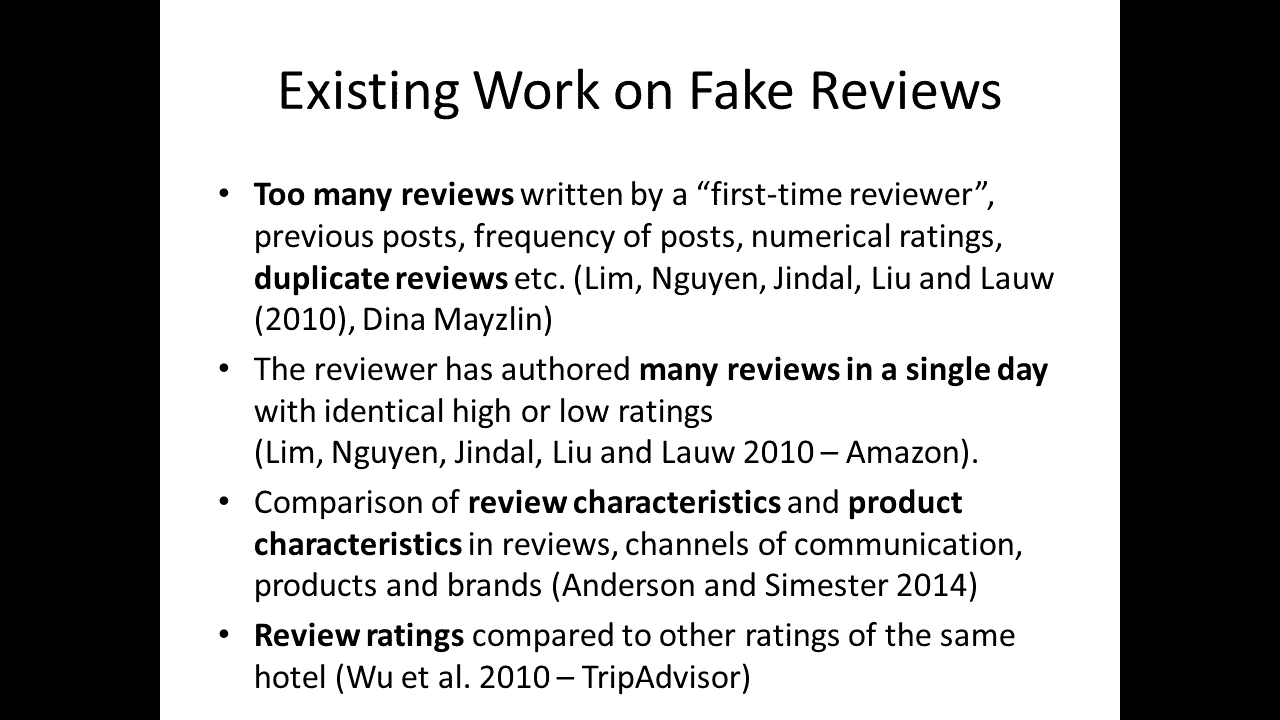 Existing Work on Fake Reviews
• Too many reviews written by a “first-time reviewer”,
previous posts, frequency of posts, numerical ratings,
duplicate reviews etc. (Lim, Nguyen, Jindal, Liu and Lauw
(2010), Dina Mayzlin)
• The reviewer has authored many reviews in a single day
with identical high or low ratings
(Lim, Nguyen, Jindal, Liu and Lauw 2010 – Amazon).
• Comparison of review characteristics and product
characteristics in reviews, channels of communication,
products and brands (Anderson and Simester 2014)
• Review ratings compared to other ratings of the same
hotel (Wu et al. 2010 – TripAdvisor)